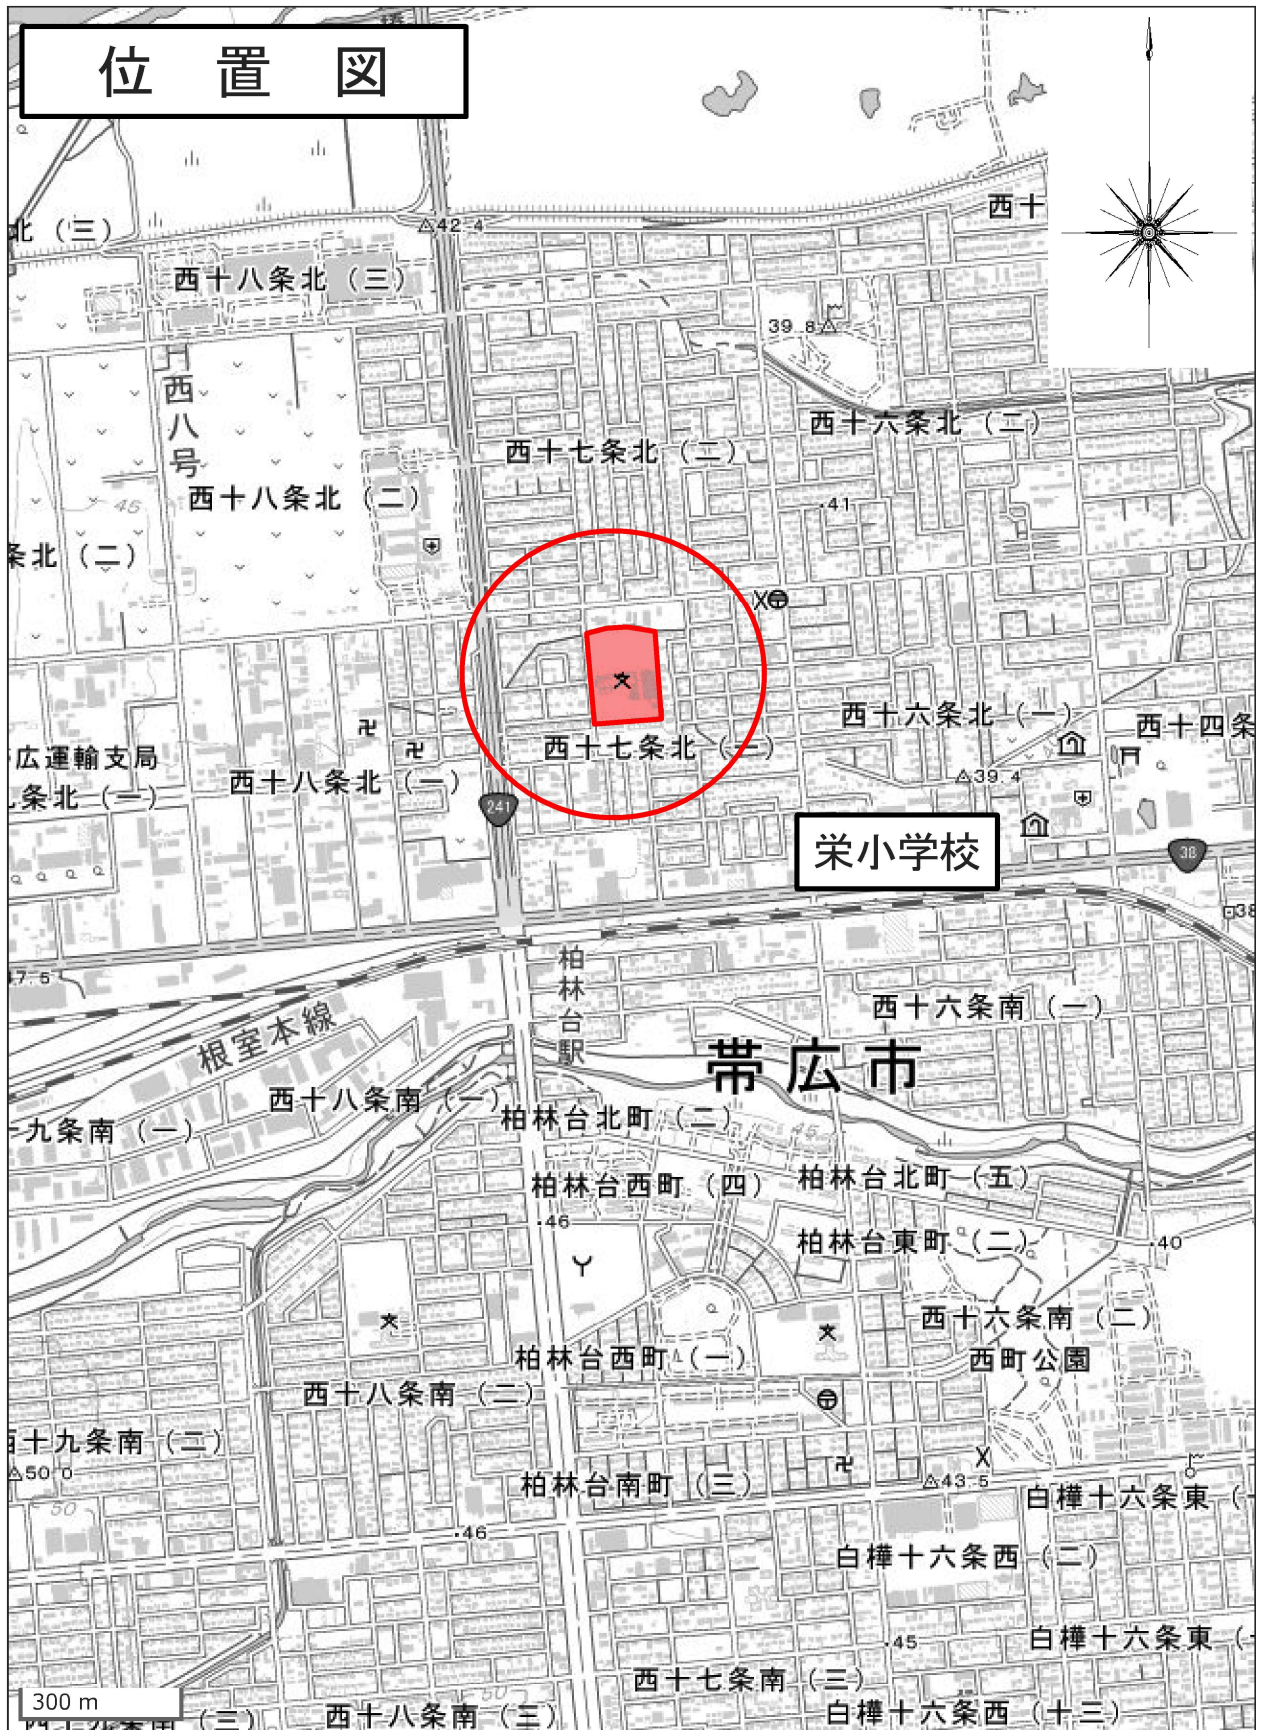 位 置 図
西十
北（三）
42.4
西十八条北（三）
39.8
西八号
西十六条北（二）
西十七条北（二）
西十八条北（二）
45
41
条北（二）
西十六条北（一）
西十四条
西十七条北（一）
広運輸支局
西十八条北（一）
39.4
条北（一）
241
栄小学校
38
38
柏林台駅
47.5
西十六条南（一）
根室本線
帯広市
西十八条南（一）
柏林台北町（二）
45
九条南（一）
柏林台北町（五）
柏林台西町（四）
46
柏林台東町（二）
40
西十六条南（二）
柏林台西町（一）
西町公園
西十八条南（二）
十九条南（二）
50.0
柏林台南町（三）
43.5
白樺十六条東（
50
46
白樺十六条西（二）
45
白樺十六条東（
西十七条南（三）
50
300 m
西十八条南（三）
白樺十六条西（十三）